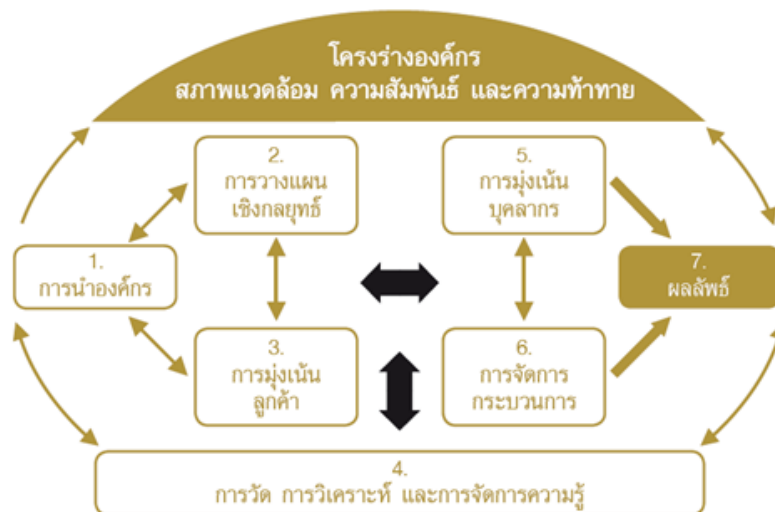 โครงร่างองค์กร
สภาพแวดล้อม ความสัมพันธ์ และความท้าทาย
2.
การวางแผน
เชิงกลยุทธ์
5.
การมุ่งเน้น
บุคลากร
1.
การนำองค์กร
7.
ผลลัพธ์
3.
การมุ่งเน้น
ลูกค้า
6.
การจัดการ
กระบวนการ
4.
การวัด การวิเคราะห์ และการจัดการความรู้